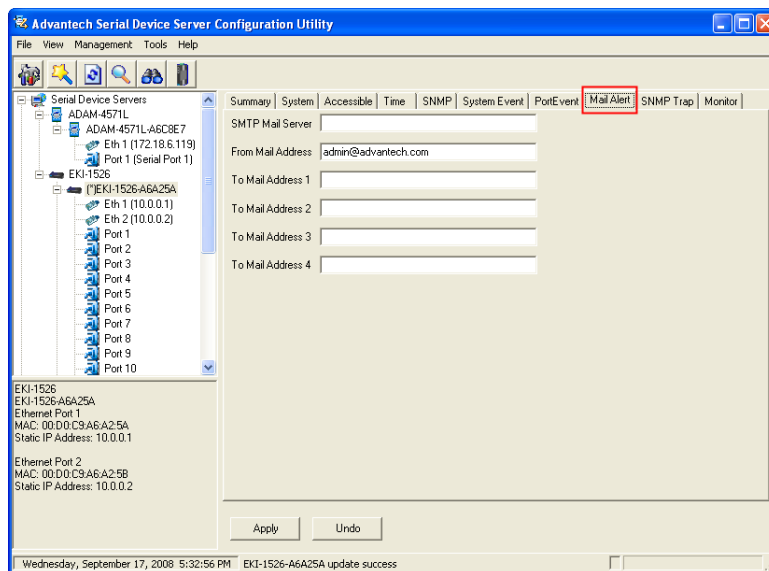 Advantech Serial Device Server Configuration Utility
File View Management Tools Help
Serial Device Servers
ADAM-4571L
ADAM-4571L-A6C8E7
Eth 1 (172.18.6.119)
Port 1 (Serial Port 1)
EKI-1526
(*)EKI-1526-A6A25A
Eth 1 (10.0.0.1)
Eth 2 (10.0.0.2)
Port 1
Port 2
Port 3
Port 4
Port 5
Port 6
Port 7
Port 8
Port 9
Port 10
EKI-1526
EKI-1526-A6A25A
Ethernet Port 1
MAC: 00:D0:C9:A6:A2:5A
Static IP Address: 10.0.0.1
Ethernet Port 2
MAC: 00:D0:C9:A6:A2:5B
Static IP Address: 10.0.0.2
Summary System Accessible Time SNMP System Event PortEvent Mail Alert SNMP Trap Monitor
SMTP Mail Server
From Mail Address admin@advantech.com
To Mail Address 1
To Mail Address 2
To Mail Address 3
To Mail Address 4
Apply Undo
Wednesday, September 17, 2008 5:32:56 PM EKI-1526-A6A25A update success